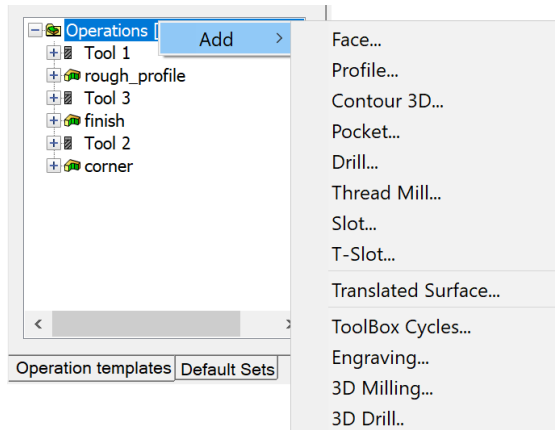 Operations [
Add >
Tool 1
rough_profile
Tool 3
finish
Tool 2
corner
Operation templates
Default Sets
Face...
Profile...
Contour 3D...
Pocket...
Drill...
Thread Mill...
Slot...
T-Slot...
Translated Surface...
ToolBox Cycles...
Engraving...
3D Milling...
3D Drill..